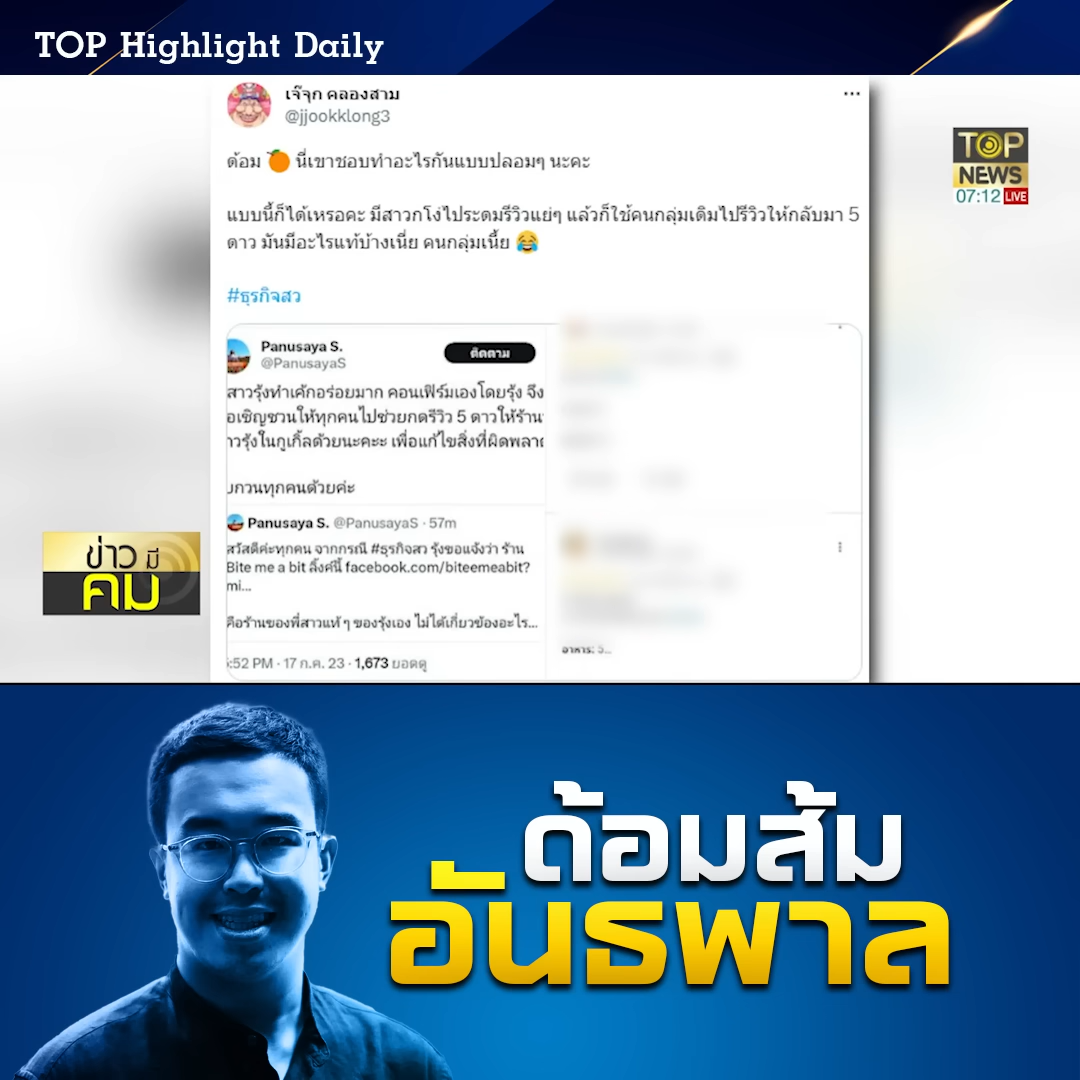 TOP Highlight Daily
เจ๊จุก คลองสาม
@jjookklong3
ด้อม 🍊 นี่เขาชอบทำอะไรกันแบบปลอมๆ นะคะ
แบบนี้ก็ได้เหรอคะ มีสาวกโง่ไประดมรีวิวแย่ๆ แล้วก็ใช้คนกลุ่มเดิมไปรีวิวให้กลับมา 5
ดาว มันมีอะไรแท้บ้างเนี่ย คนกลุ่มเนี้ย 😂
#ธุรกิจสว
Panusaya S.
@PanusayaS
ติดตาม
สาวรุ้งทำเค้กอร่อยมาก คอนเฟิร์มเองโดยรุ้ง จึง
อเชิญชวนให้ทุกคนไปช่วยกดรีวิว 5 ดาวให้ร้าน
าวรุ้งในกูเกิ้ลด้วยนะคะะ เพื่อแก้ไขสิ่งที่ผิดพลา
บกวนทุกคนด้วยค่ะ
Panusaya S. @PanusayaS · 57m
สวัสดีค่ะทุกคน จากกรณี #ธุรกิจสว รุ้งขอแจ้งว่า ร้าน
Bite me a bit ลิ้งค์นี้ facebook.com/biteemeabit?
mi...
คือร้านของพี่สาวแท้ ๆ ของรุ้งเอง ไม่ได้เกี่ยวข้องอะไร...
:52 PM · 17 ก.ค. 23 · 1,673 ยอดดู
อาหาร: 5...
TOP
NEWS
07:12 LIVE
ข่าวมี
คม
ด้อมส้ม
อันธพาล